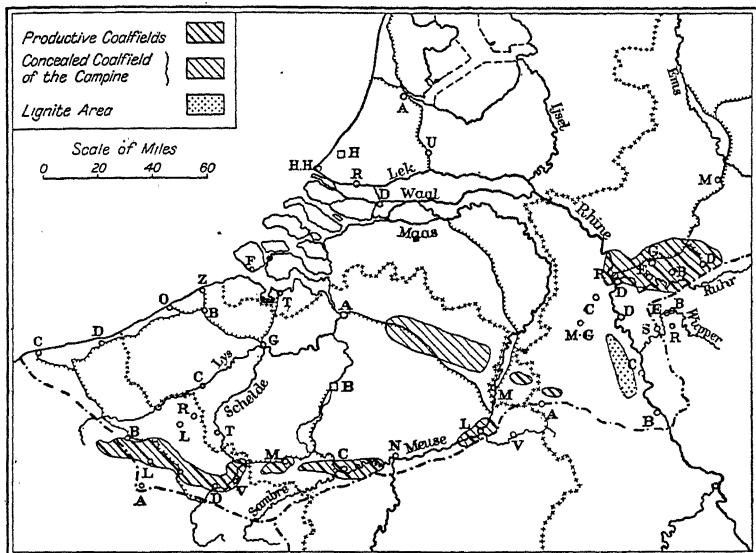 Productive Coalfields
Concealed Coalfield
of the Campine
Lignite Area
Scale of Miles
0 20 40 60
A
Ijsel
Ems
U
H
H.H
R
Lek
D
Waal
M
Maas
Rhine
F
G
E
B
D
R
D
Ruhr
Z
O
B
T
A
C
M.G
D
E
B
Wupper
S
R
D
C
G
Lys
C
Schelde
B
C
R
L
T
M
A
B
B
L
V
L
M
C
N
Meuse
A
D
V
Sambre